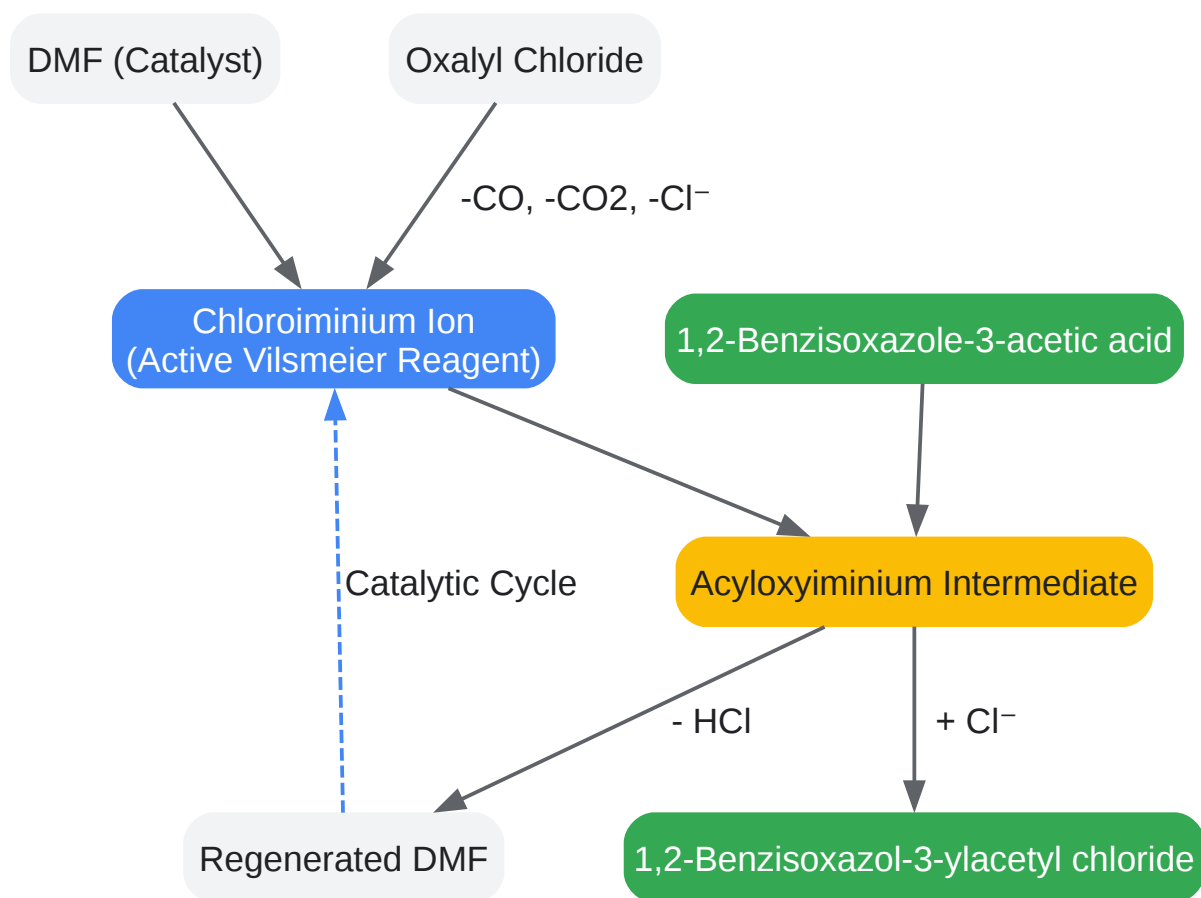 DMF (Catalyst)
Oxalyl Chloride
-CO, -CO2, -Cl⁻
Chloroiminium Ion
(Active Vilsmeier Reagent)
1,2-Benzisoxazole-3-acetic acid
Catalytic Cycle
Acyloxyiminium Intermediate
- HCl
+ Cl⁻
Regenerated DMF
1,2-Benzisoxazol-3-ylacetyl chloride